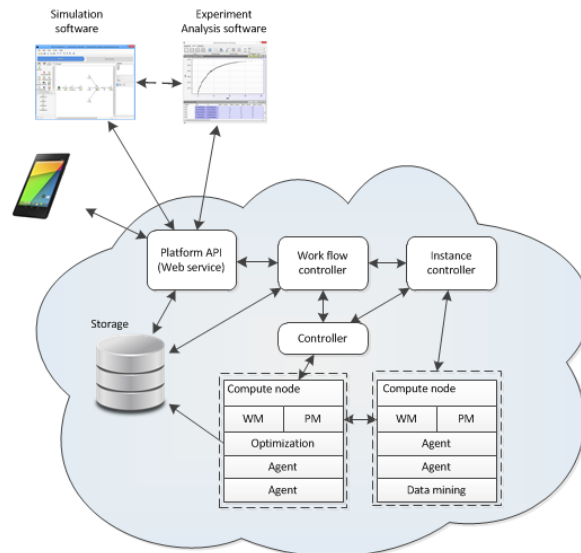 Simulation
software
Experiment
Analysis software
Platform API
(Web service)
Work flow
controller
Instance
controller
Storage
Controller
Compute node
WM
PM
Optimization
Agent
Agent
Compute node
WM
PM
Agent
Agent
Data mining